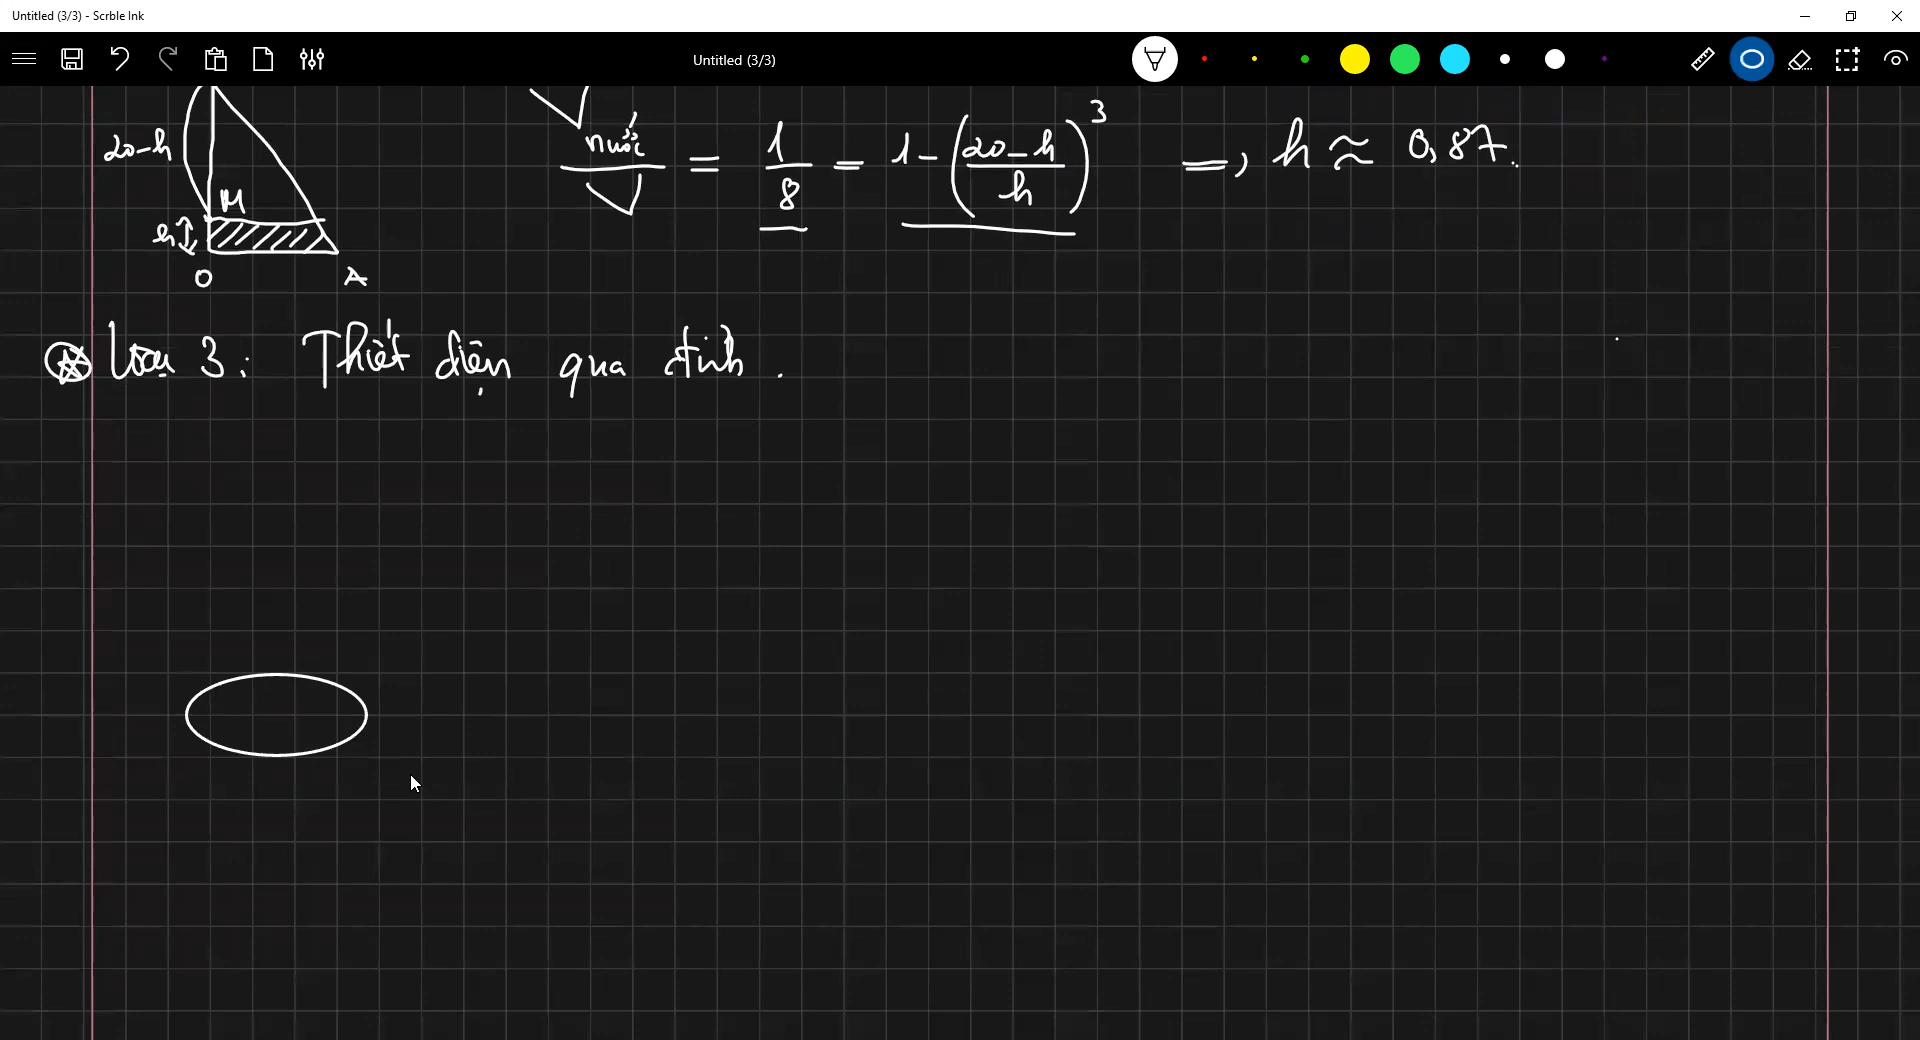 Untitled (3/3) - Scrble Ink
Untitled (3/3)
20-h
M
h
O A
V nước / V = 1/8 = 1 - ((20-h)/h)^3 => h ≈ 0,87.
Loại 3: Thiết diện qua đỉnh.